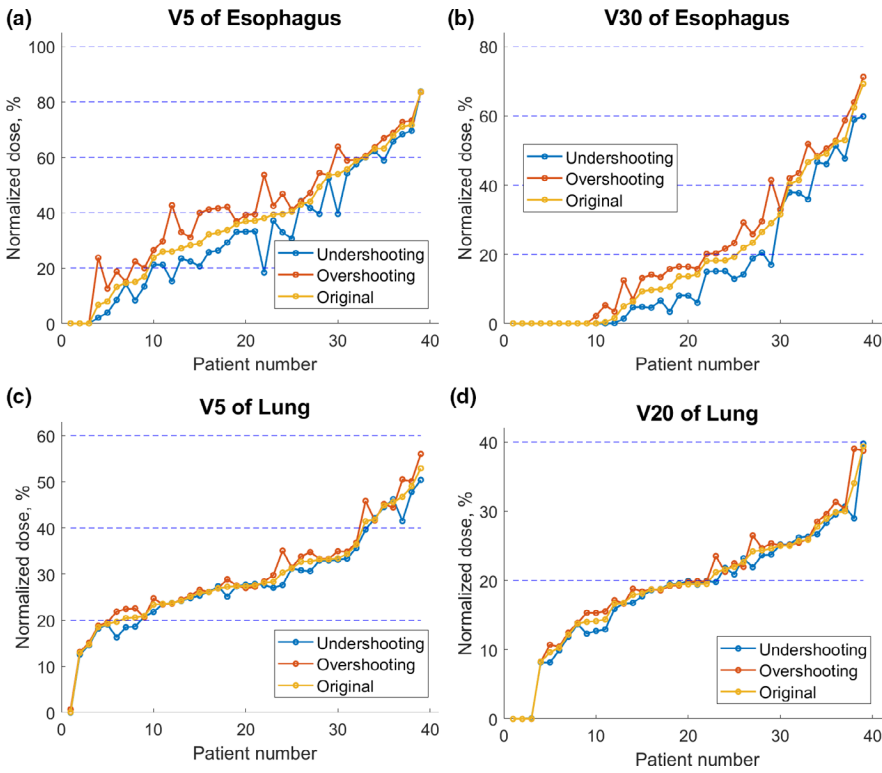 (a)
V5 of Esophagus
Normalized dose, %
100
80
60
40
20
0
Undershooting
Overshooting
Original
0
10
20
30
40
Patient number
(b)
V30 of Esophagus
Normalized dose, %
80
60
40
20
0
Undershooting
Overshooting
Original
0
10
20
30
40
Patient number
(c)
V5 of Lung
Normalized dose, %
60
50
40
30
20
10
0
Undershooting
Overshooting
Original
0
10
20
30
40
Patient number
(d)
V20 of Lung
Normalized dose, %
40
30
20
10
0
Undershooting
Overshooting
Original
0
10
20
30
40
Patient number